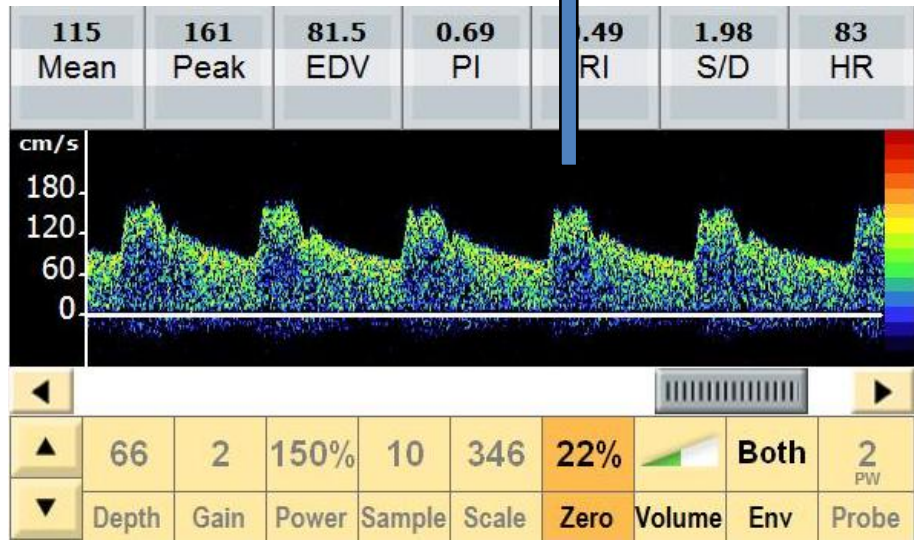 115 161 81.5 0.69 .49 1.98 83
Mean Peak EDV PI RI S/D HR
cm/s
180
120
60
0
66 2 150% 10 346 22% Both 2
PW
Depth Gain Power Sample Scale Zero Volume Env Probe